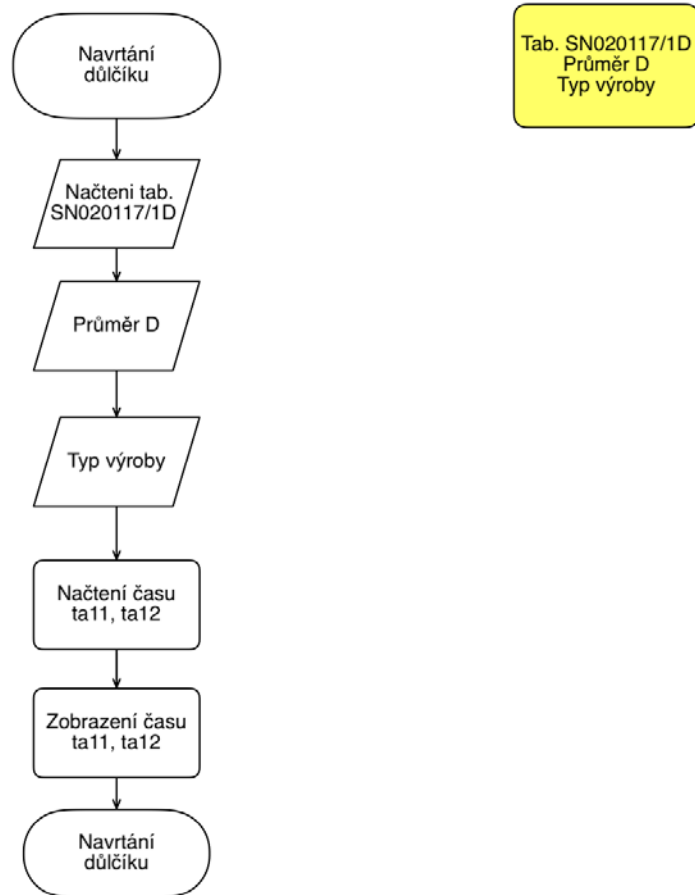 Navrtání
důlčíku
Tab. SN020117/1D
Průměr D
Typ výroby
Načteni tab.
SN020117/1D
Průměr D
Typ výroby
Načtení času
ta11, ta12
Zobrazení času
ta11, ta12
Navrtání
důlčíku